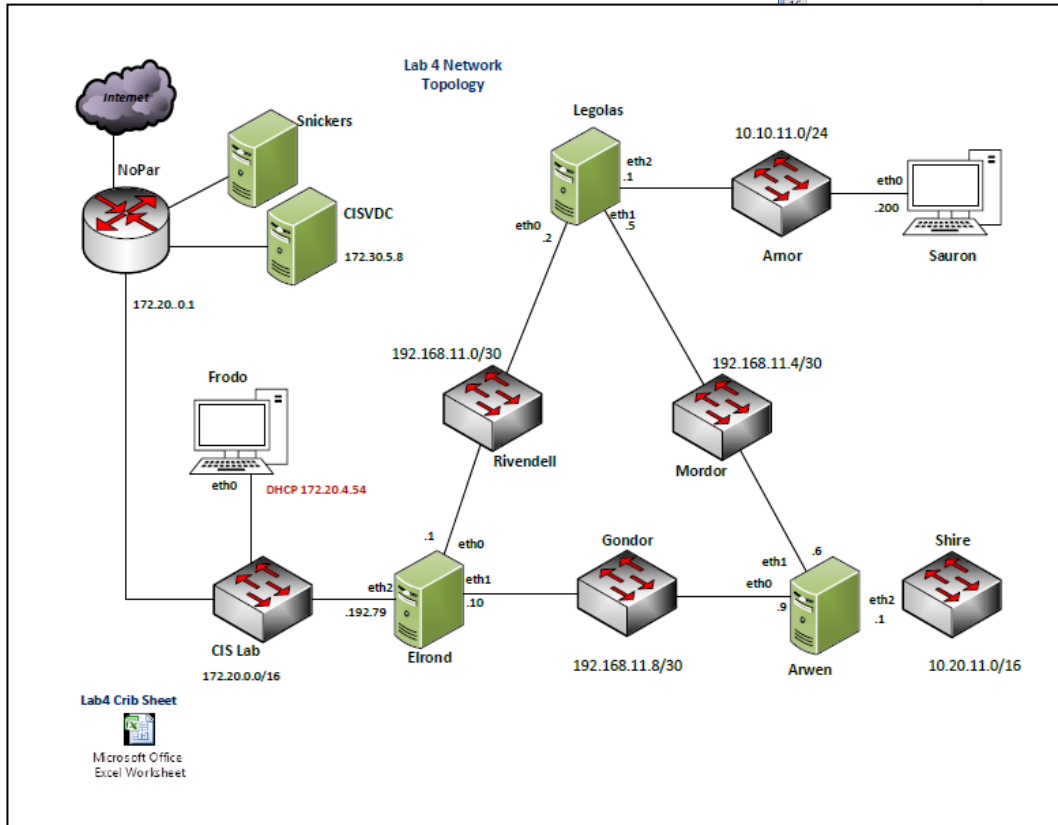 Lab 4 Network
Topology
Internet
Snickers
NoPar
CISVDC
172.30.5.8
172.20..0.1
Legolas
eth2
.1
eth0
.2
eth1
.5
10.10.11.0/24
Arnor
eth0
.200
Sauron
192.168.11.0/30
Rivendell
192.168.11.4/30
Mordor
Frodo
eth0
DHCP 172.20.4.54
CIS Lab
172.20.0.0/16
.1
eth0
eth2
.192.79
eth1
.10
Elrond
Gondor
192.168.11.8/30
.6
eth1
eth0
.9
eth2
.1
Arwen
Shire
10.20.11.0/16
Lab4 Crib Sheet
Microsoft Office
Excel Worksheet